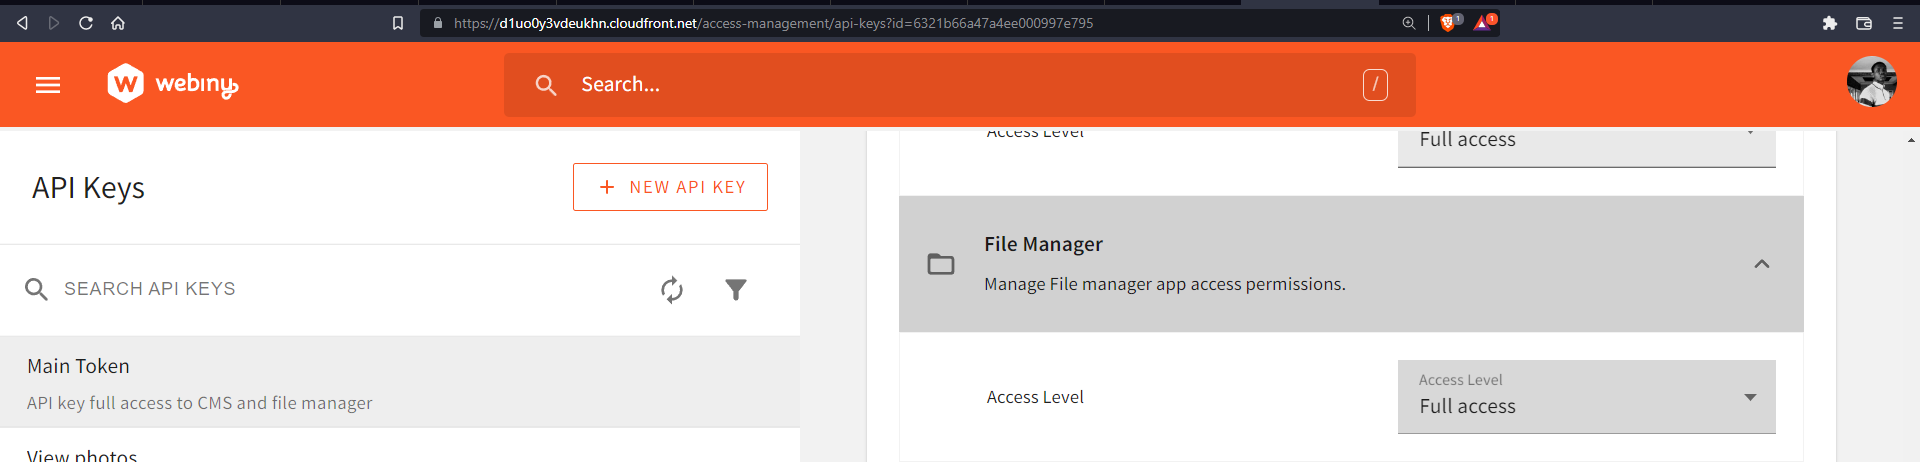 https://d1uo0y3vdeukhn.cloudfront.net/access-management/api-keys?id=6321b66a47a4ee000997e795
1
1
webiny
Search...
/
API Keys
+ NEW API KEY
SEARCH API KEYS
Main Token
API key full access to CMS and file manager
View photos
Access Level
Full access
File Manager
Manage File manager app access permissions.
Access Level
Access Level
Full access